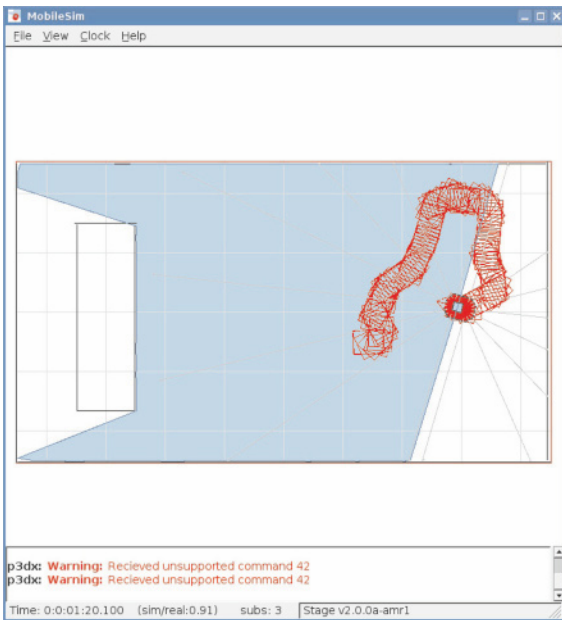 MobileSim
File View Clock Help
p3dx: Warning: Recieved unsupported command 42
p3dx: Warning: Recieved unsupported command 42
Time: 0:0:01:20.100 (sim/real:0.91) subs: 3 Stage v2.0.0a-amr1